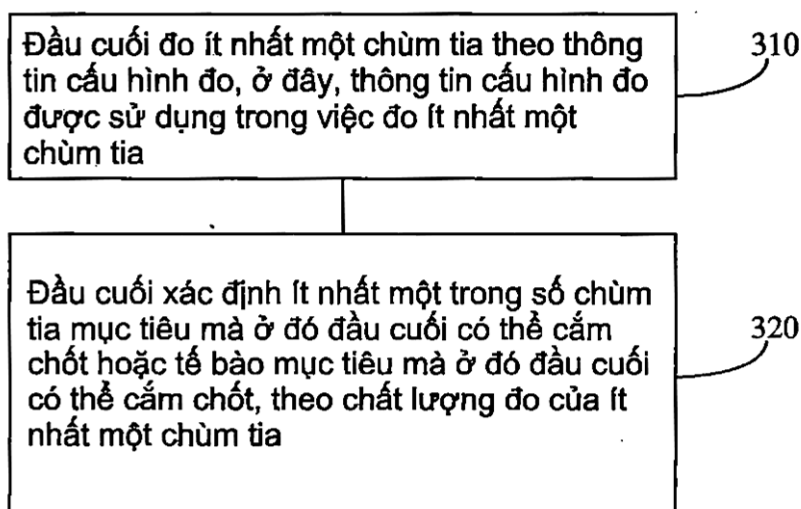 Đầu cuối đo ít nhất một chùm tia theo thông
tin cấu hình đo, ở đây, thông tin cấu hình đo
được sử dụng trong việc đo ít nhất một
chùm tia
310
Đầu cuối xác định ít nhất một trong số chùm
tia mục tiêu mà ở đó đầu cuối có thể cắm
chốt hoặc tế bào mục tiêu mà ở đó đầu cuối
có thể cắm chốt, theo chất lượng đo của ít
nhất một chùm tia
320